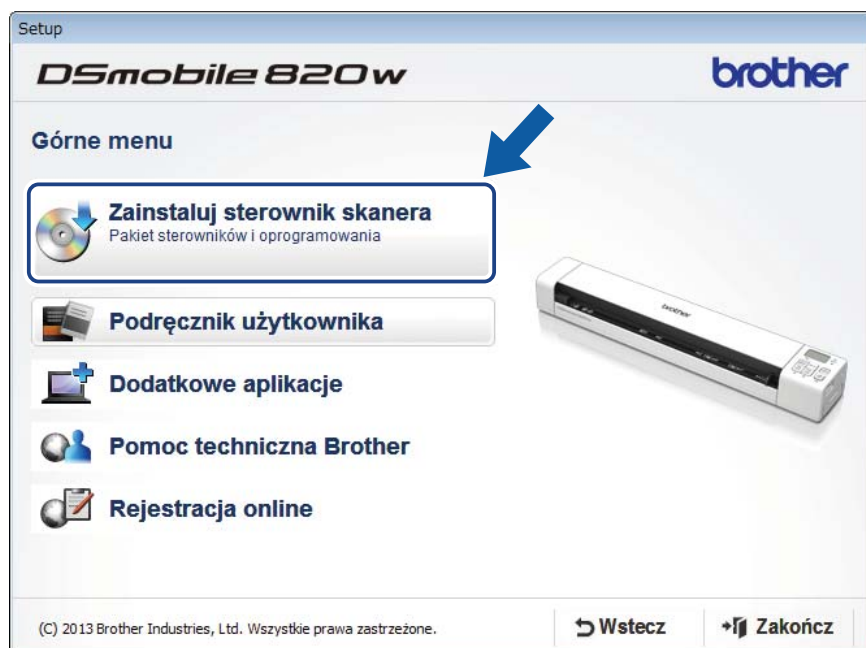 Setup
DSmobile 820w
brother
Górne menu
Zainstaluj sterownik skanera
Pakiet sterowników i oprogramowania
Podręcznik użytkownika
Dodatkowe aplikacje
Pomoc techniczna Brother
Rejestracja online
brother
(C) 2013 Brother Industries, Ltd. Wszystkie prawa zastrzeżone.
Wstecz
Zakończ